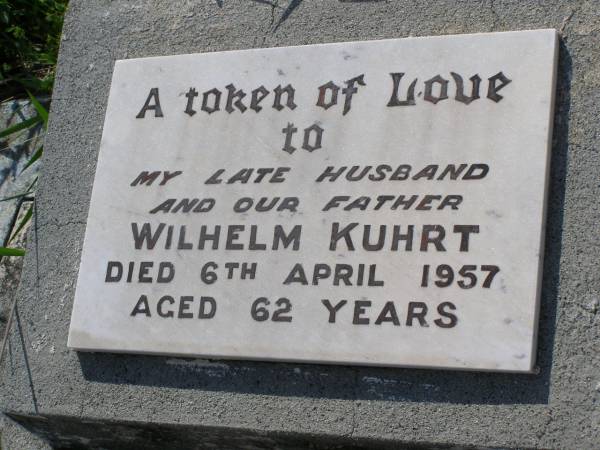 A token of Love
to
MY LATE HUSBAND
AND OUR FATHER
WILHELM KUHRT
DIED 6TH APRIL 1957
AGED 62 YEARS